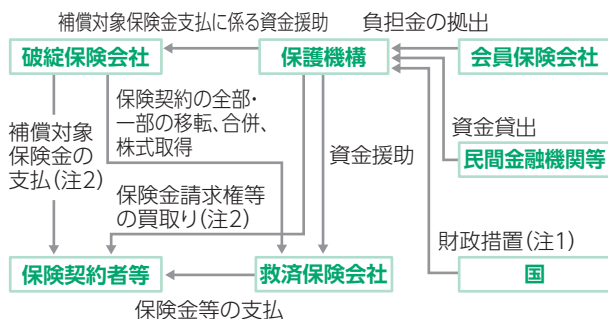 補償対象保険金支払に係る資金援助
負担金の拠出
破綻保険会社
保護機構
会員保険会社
保険契約の全部・
一部の移転、合併、
株式取得
補償対象
保険金の
支払(注2)
資金援助
資金貸出
民間金融機関等
保険金請求権等
の買取り(注2)
財政措置(注1)
保険契約者等
救済保険会社
国
保険金等の支払